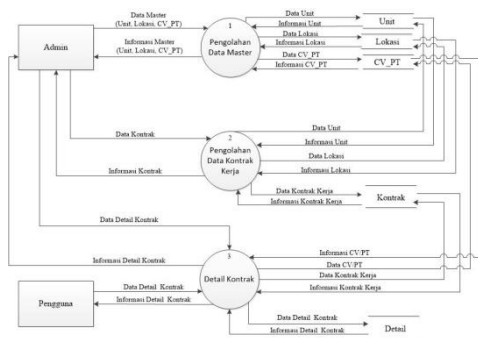 Admin
Data Master
(Unit, Lokasi, CV_PT)
Informasi Master
(Unit, Lokasi, CV_PT)
1
Pengolahan
Data Master
Data Unit
Informasi Unit
Data Lokasi
Informasi Lokasi
Data CV_PT
Informasi CV_PT
Unit
Lokasi
CV_PT
Data Kontrak
Informasi Kontrak
2
Pengolahan
Data Kontrak
Kerja
Data Unit
Informasi Unit
Data Lokasi
Informasi Lokasi
Data Kontrak Kerja
Informasi Kontrak Kerja
Kontrak
Data Detail Kontrak
Informasi Detail Kontrak
3
Detail Kontrak
Informasi CV/PT
Data CV/PT
Data Kontrak Kerja
Informasi Kontrak Kerja
Pengguna
Data Detail Kontrak
Informasi Detail Kontrak
Data Detail Kontrak
Informasi Detail Kontrak
Detail